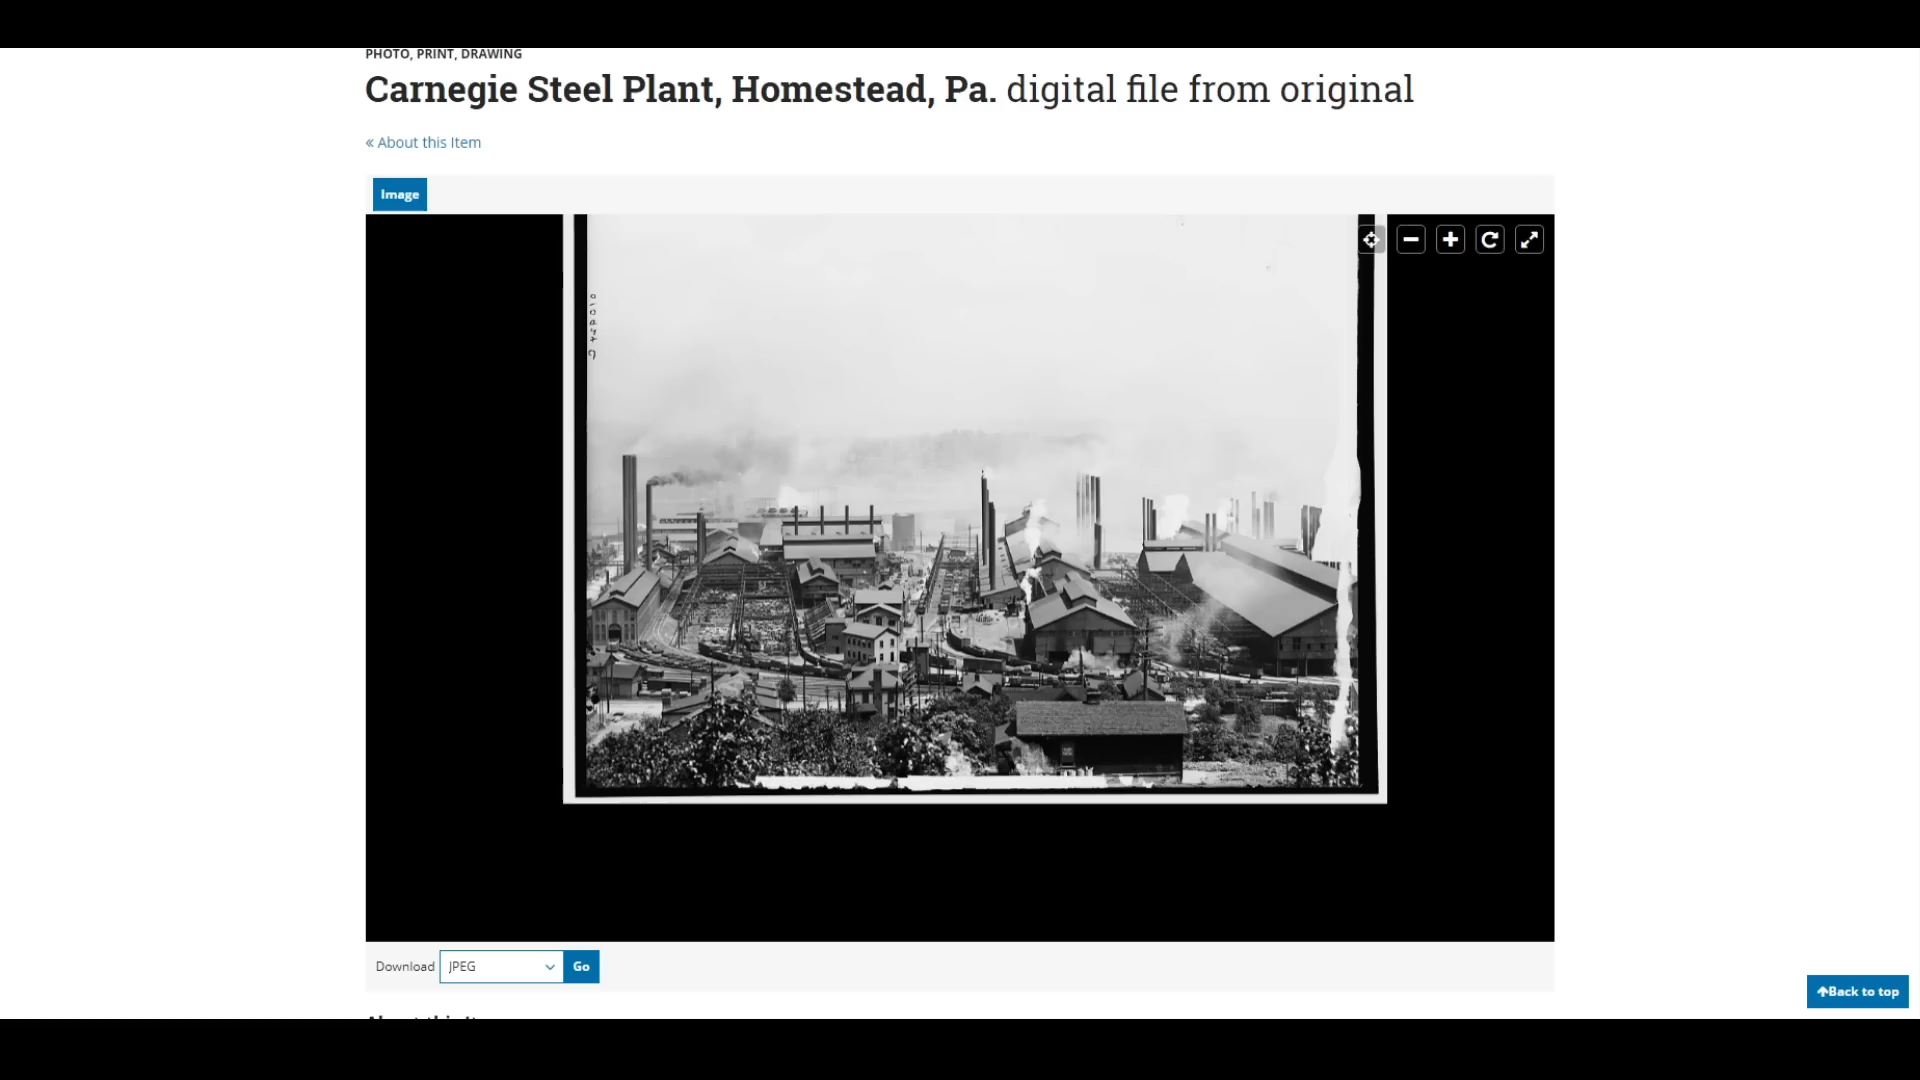 PHOTO, PRINT, DRAWING
Carnegie Steel Plant, Homestead, Pa. digital file from original
« About this Item
Image
Download JPEG Go
Back to top